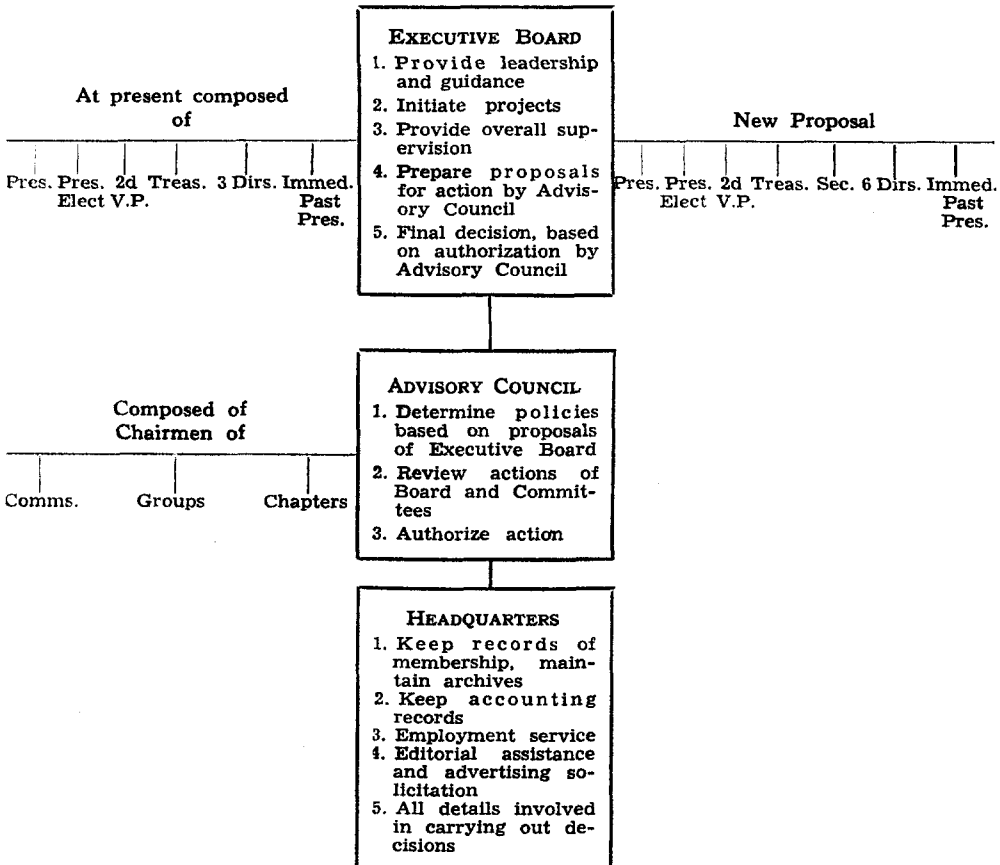 EXECUTIVE BOARD
1. Provide leadership
and guidance
2. Initiate projects
3. Provide overall sup-
ervision
4. Prepare proposals
for action by Advis-
ory Council
5. Final decision, based
on authorization by
Advisory Council
At present composed
of
Pres. Pres. 2d Treas. 3 Dirs. Immed.
Elect V.P. Past
Pres.
New Proposal
Pres. Pres. 2d Treas. Sec. 6 Dirs. Immed.
Elect V.P. Past
Pres.
ADVISORY COUNCIL
1. Determine policies
based on proposals
of Executive Board
2. Review actions of
Board and Commit-
tees
3. Authorize action
Composed of
Chairmen of
Comms. Groups Chapters
HEADQUARTERS
1. Keep records of
membership, main-
tain archives
2. Keep accounting
records
3. Employment service
4. Editorial assistance
and advertising so-
licitation
5. All details involved
in carrying out de-
cisions